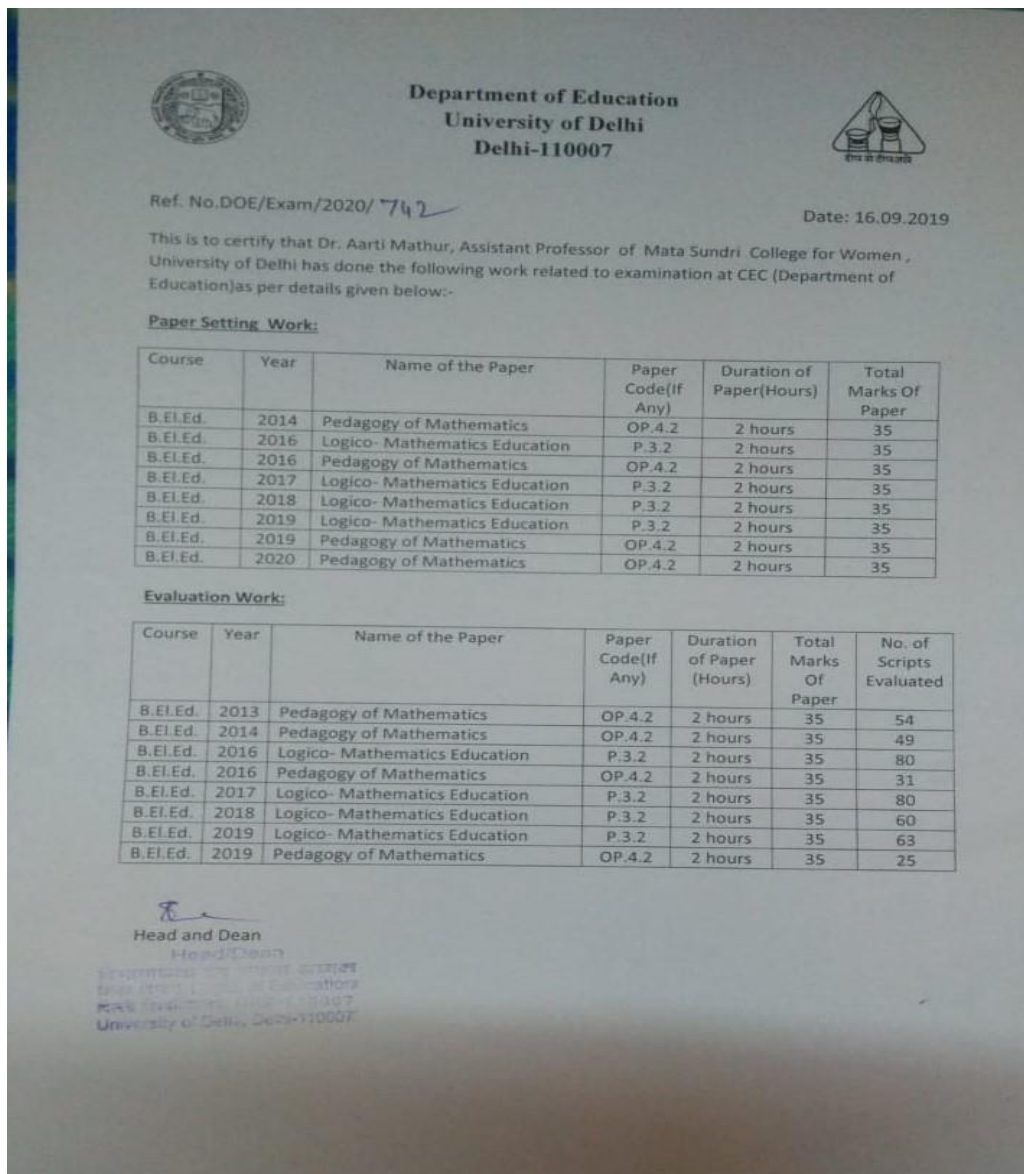 Department of Education
University of Delhi
Delhi-110007
Ref. No.DOE/Exam/2020/ 742
Date: 16.09.2019
This is to certify that Dr. Aarti Mathur, Assistant Professor of Mata Sundri College for Women ,
University of Delhi has done the following work related to examination at CEC (Department of
Education)as per details given below:-
Paper Setting Work:
Course Year Name of the Paper Paper Code(If Any) Duration of Paper(Hours) Total Marks Of Paper
B.El.Ed. 2014 Pedagogy of Mathematics OP.4.2 2 hours 35
B.El.Ed. 2016 Logico- Mathematics Education P.3.2 2 hours 35
B.El.Ed. 2016 Pedagogy of Mathematics OP.4.2 2 hours 35
B.El.Ed. 2017 Logico- Mathematics Education P.3.2 2 hours 35
B.El.Ed. 2018 Logico- Mathematics Education P.3.2 2 hours 35
B.El.Ed. 2019 Logico- Mathematics Education P.3.2 2 hours 35
B.El.Ed. 2019 Pedagogy of Mathematics OP.4.2 2 hours 35
B.El.Ed. 2020 Pedagogy of Mathematics OP.4.2 2 hours 35
Evaluation Work:
Course Year Name of the Paper Paper Code(If Any) Duration of Paper (Hours) Total Marks Of Paper No. of Scripts Evaluated
B.El.Ed. 2013 Pedagogy of Mathematics OP.4.2 2 hours 35 54
B.El.Ed. 2014 Pedagogy of Mathematics OP.4.2 2 hours 35 49
B.El.Ed. 2016 Logico- Mathematics Education P.3.2 2 hours 35 80
B.El.Ed. 2016 Pedagogy of Mathematics OP.4.2 2 hours 35 31
B.El.Ed. 2017 Logico- Mathematics Education P.3.2 2 hours 35 80
B.El.Ed. 2018 Logico- Mathematics Education P.3.2 2 hours 35 60
B.El.Ed. 2019 Logico- Mathematics Education P.3.2 2 hours 35 63
B.El.Ed. 2019 Pedagogy of Mathematics OP.4.2 2 hours 35 25
Head and Dean
Head/Dean
University of Delhi, Delhi-110007